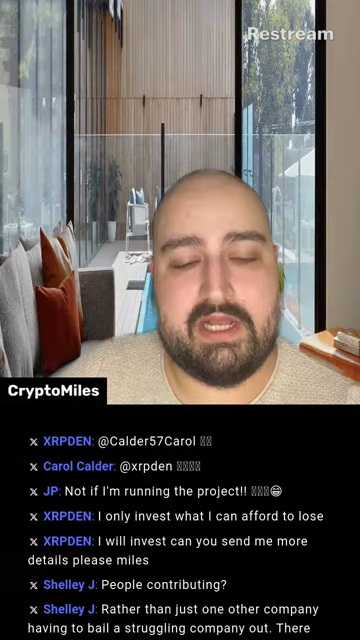 Restream
CryptoMiles
X XRPDEN: @Calder57Carol
X Carol Calder: @xrpden
X JP: Not if I'm running the project!! 😁
X XRPDEN: I only invest what I can afford to lose
X XRPDEN: I will invest can you send me more
details please miles
X Shelley J: People contributing?
X Shelley J: Rather than just one other company
having to bail a struggling company out. There